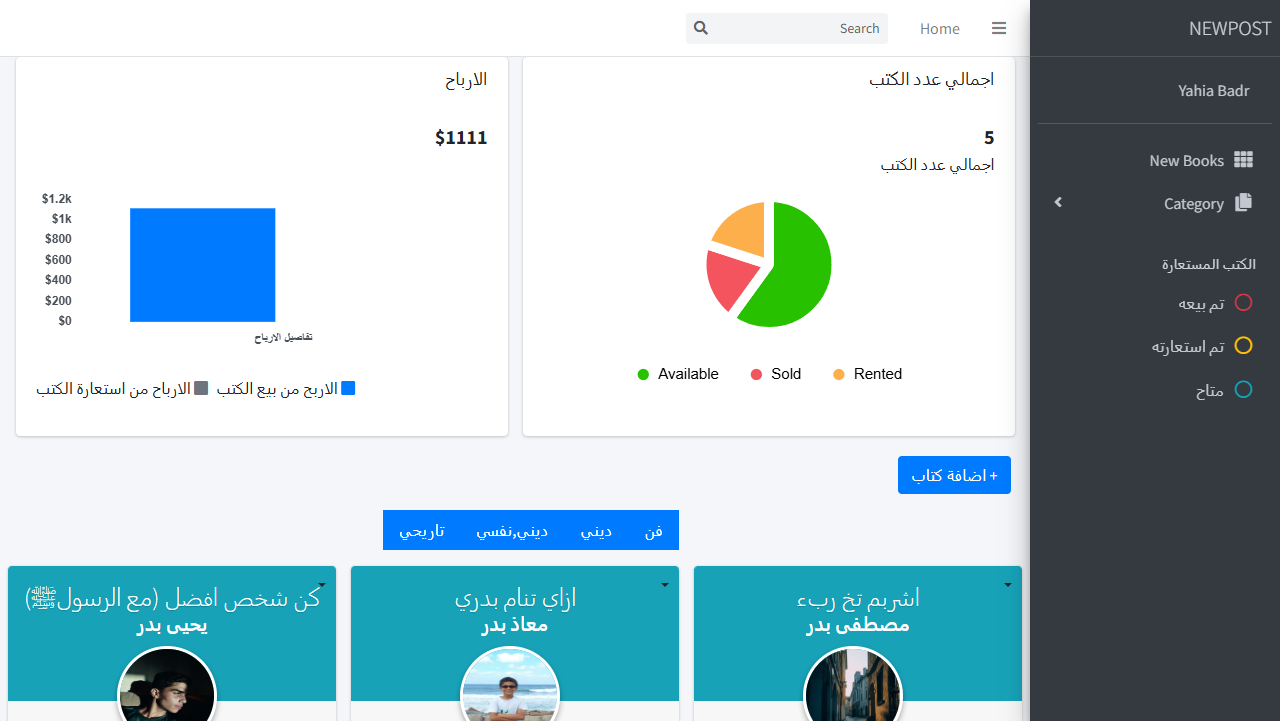 NEWPOST
Yahia Badr
New Books
Category
الكتب المستعارة
تم بيعه
تم استعارته
متاح
Home
Search
اجمالي عدد الكتب
5
اجمالي عدد الكتب
Available
Sold
Rented
الارباح
$1111
$1.2k
$1k
$800
$600
$400
$200
$0
تفاصيل الارباح
الاربح من بيع الكتب
الارباح من استعارة الكتب
+ اضافة كتاب
فن
ديني
ديني,نفسي
تاريخي
اشربم تخ ربء
مصطفى بدر
ازاي تنام بدري
معاذ بدر
كن شخص افضل (مع الرسولﷺ)
يحيى بدر